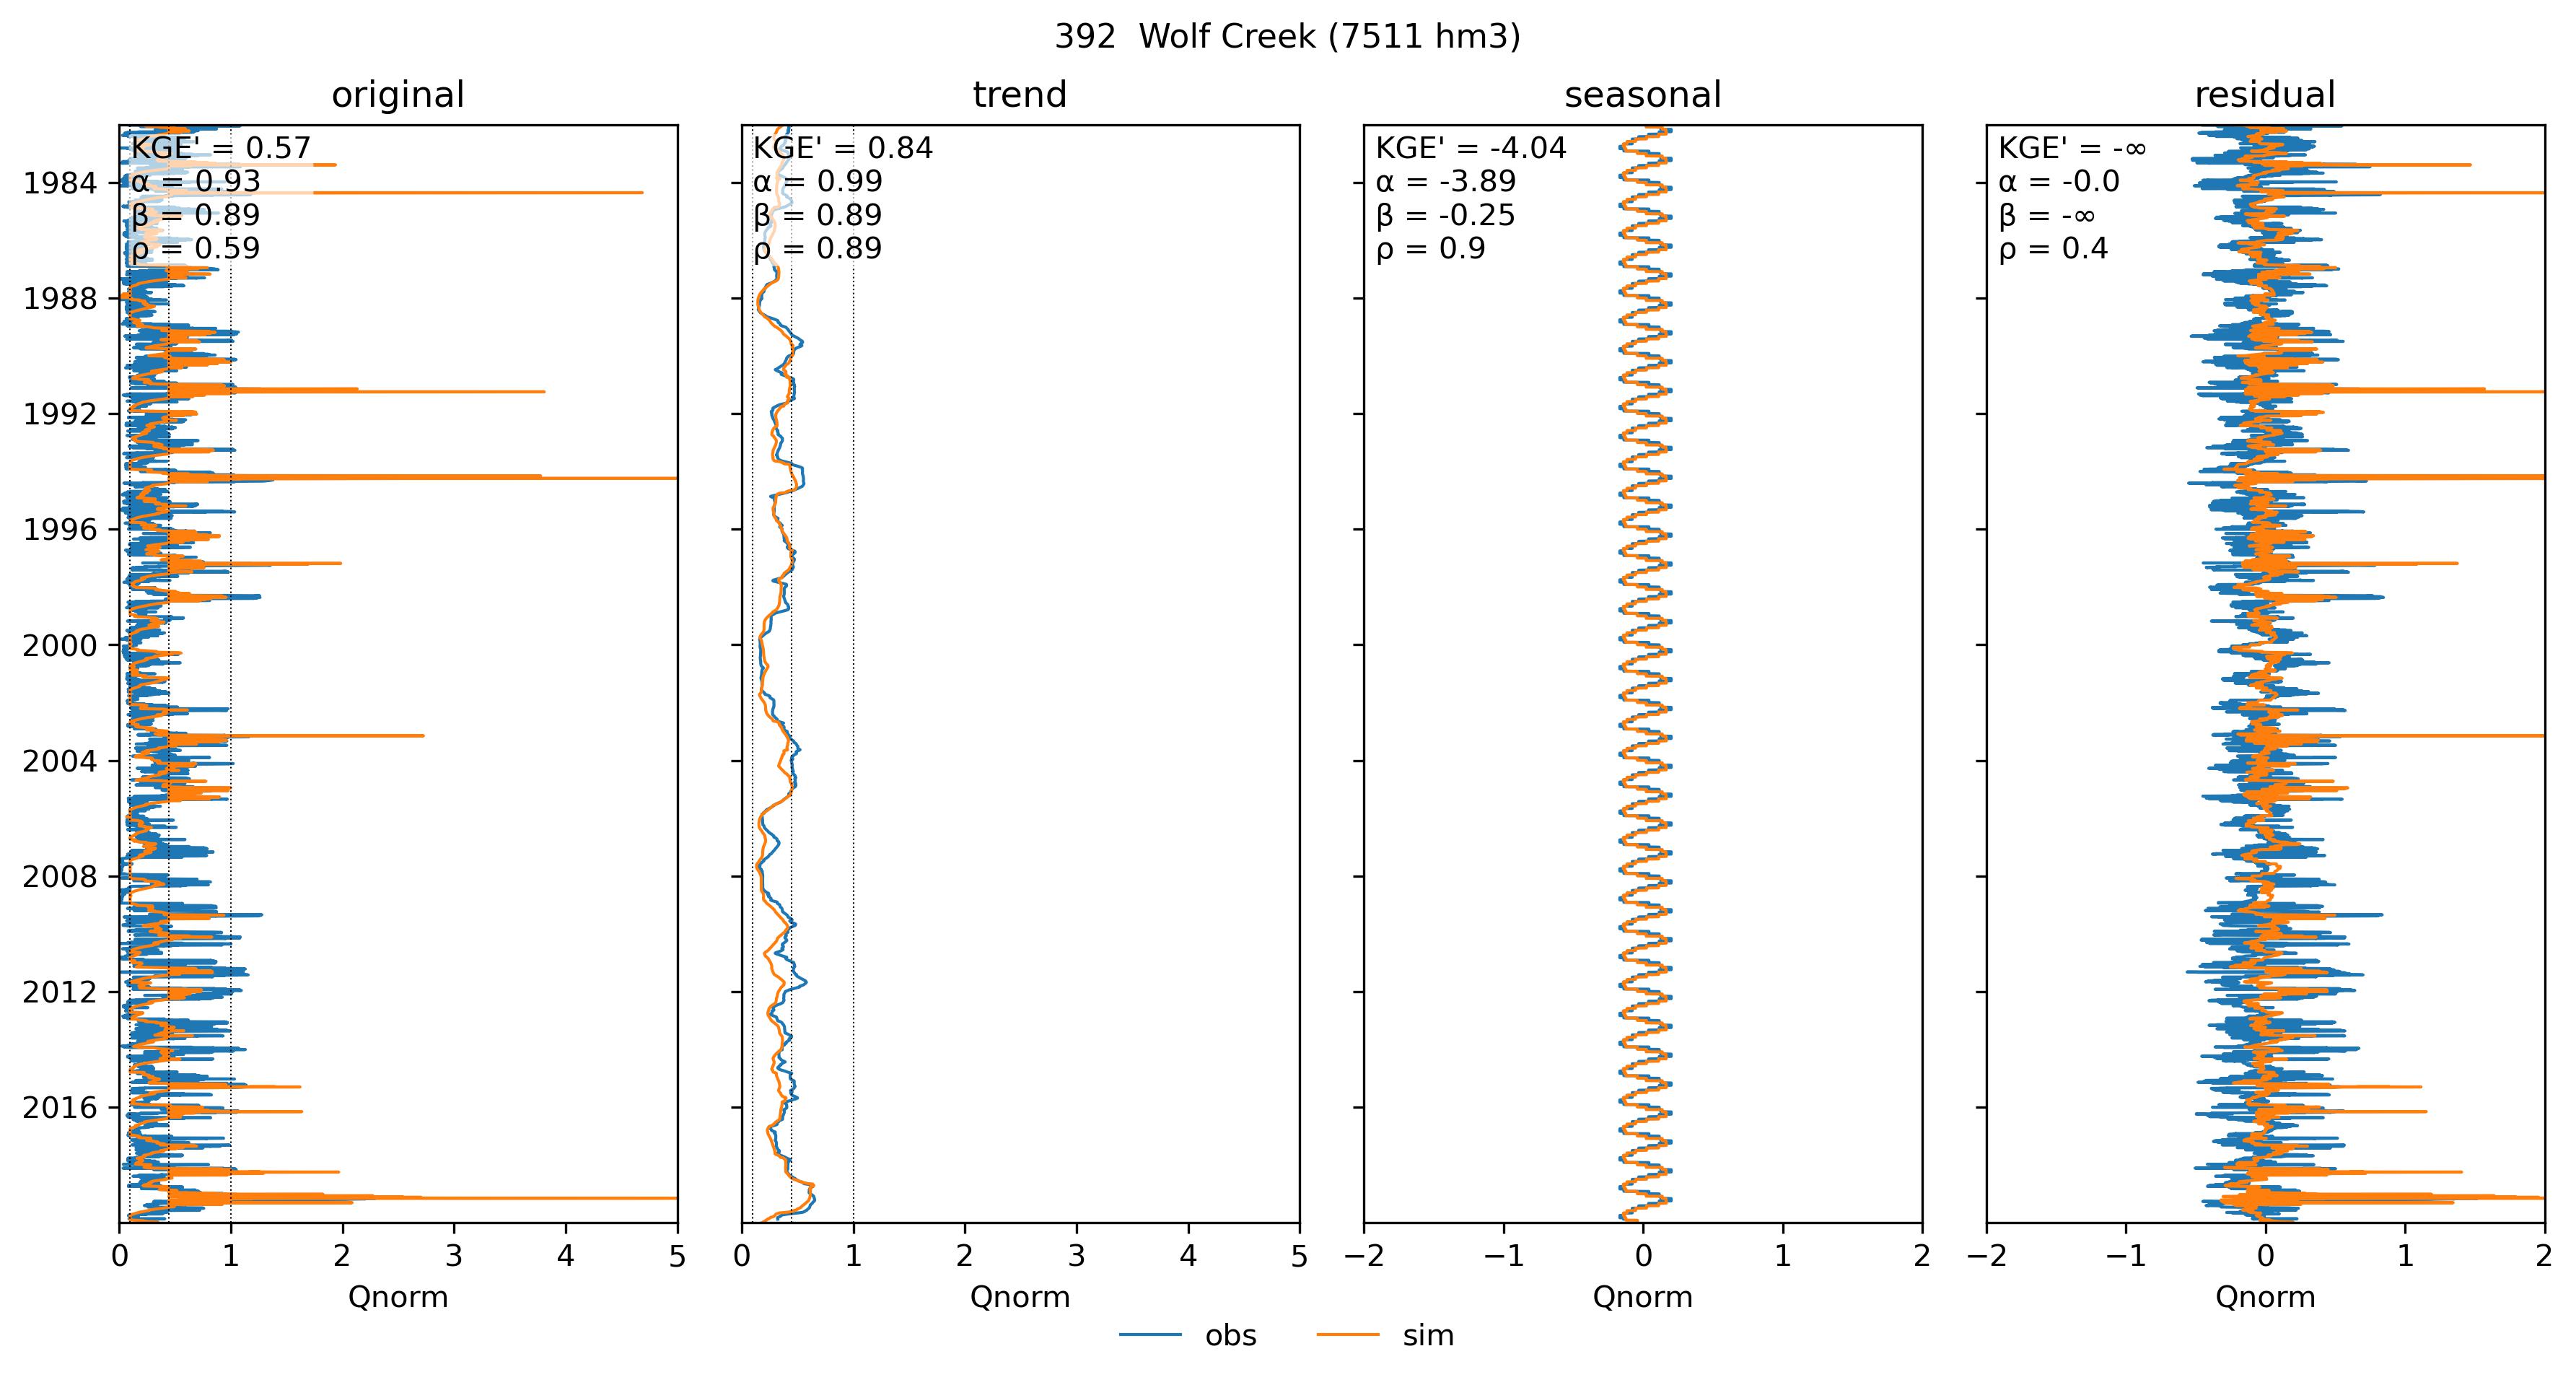 392  Wolf Creek (7511 hm3)
original
KGE' = 0.57
α = 0.93
β = 0.89
ρ = 0.59
1984
1988
1992
1996
2000
2004
2008
2012
2016
0 1 2 3 4 5
Qnorm
trend
KGE' = 0.84
α = 0.99
β = 0.89
ρ = 0.89
0 1 2 3 4 5
Qnorm
seasonal
KGE' = -4.04
α = -3.89
β = -0.25
ρ = 0.9
−2 −1 0 1 2
Qnorm
residual
KGE' = -∞
α = -0.0
β = -∞
ρ = 0.4
−2 −1 0 1 2
Qnorm
obs sim